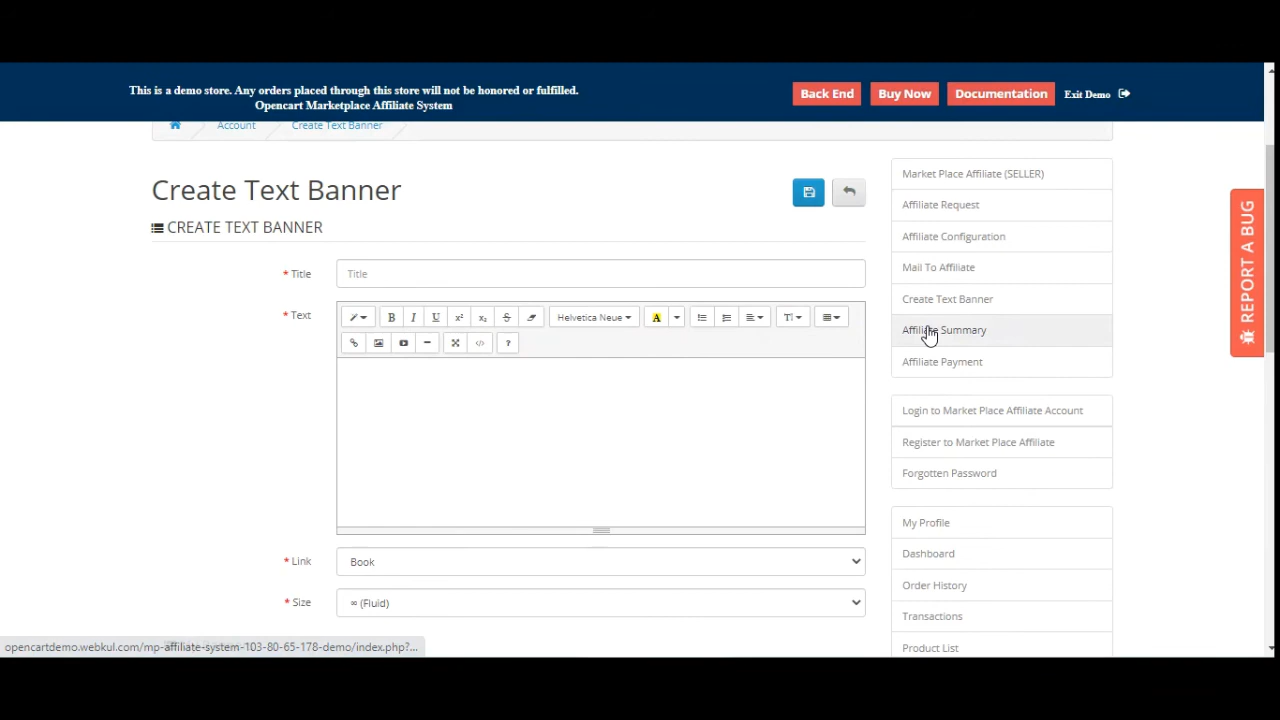 This is a demo store. Any orders placed through this store will not be honored or fulfilled.
Opencart Marketplace Affiliate System
Back End
Buy Now
Documentation
Exit Demo
Account
Create Text Banner
Create Text Banner
CREATE TEXT BANNER
* Title
Title
* Text
B I U x² x₂ S
Helvetica Neue
A
TI
</>
?
* Link
Book
* Size
∞ (Fluid)
Market Place Affiliate (SELLER)
Affiliate Request
Affiliate Configuration
Mail To Affiliate
Create Text Banner
Affiliate Summary
Affiliate Payment
Login to Market Place Affiliate Account
Register to Market Place Affiliate
Forgotten Password
My Profile
Dashboard
Order History
Transactions
Product List
REPORT A BUG
opencartdemo.webkul.com/mp-affiliate-system-103-80-65-178-demo/index.php?...